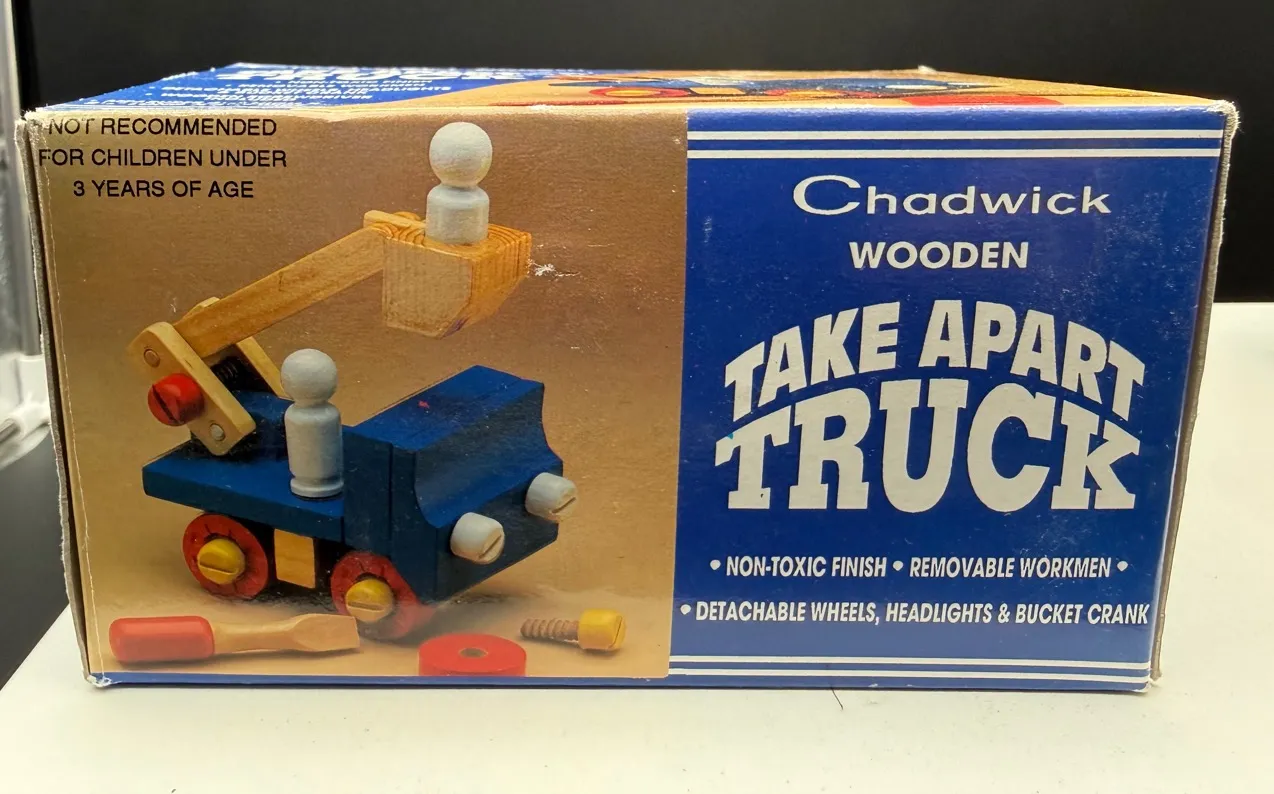 TRUCK
NOT RECOMMENDED
FOR CHILDREN UNDER
3 YEARS OF AGE
Chadwick
WOODEN
TAKE APART
TRUCK
• NON-TOXIC FINISH • REMOVABLE WORKMEN •
• DETACHABLE WHEELS, HEADLIGHTS & BUCKET CRANK